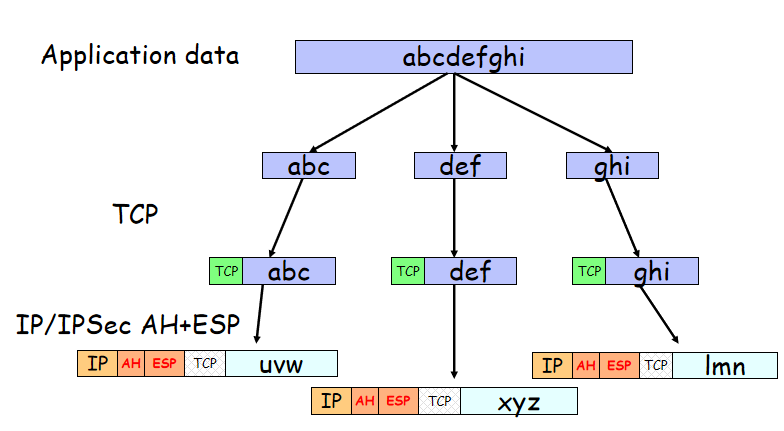 Application data
abcdefghi
abc
def
ghi
TCP
TCP abc
TCP def
TCP ghi
IP/IPSec AH+ESP
IP AH ESP TCP uvw
IP AH ESP TCP lmn
IP AH ESP TCP xyz